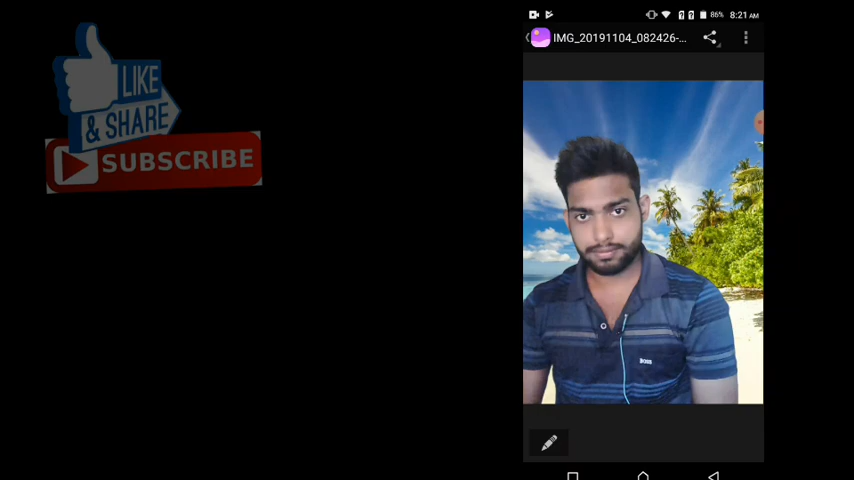 LIKE
& SHARE
SUBSCRIBE
86% 8:21 AM
IMG_20191104_082426-...
BOSS